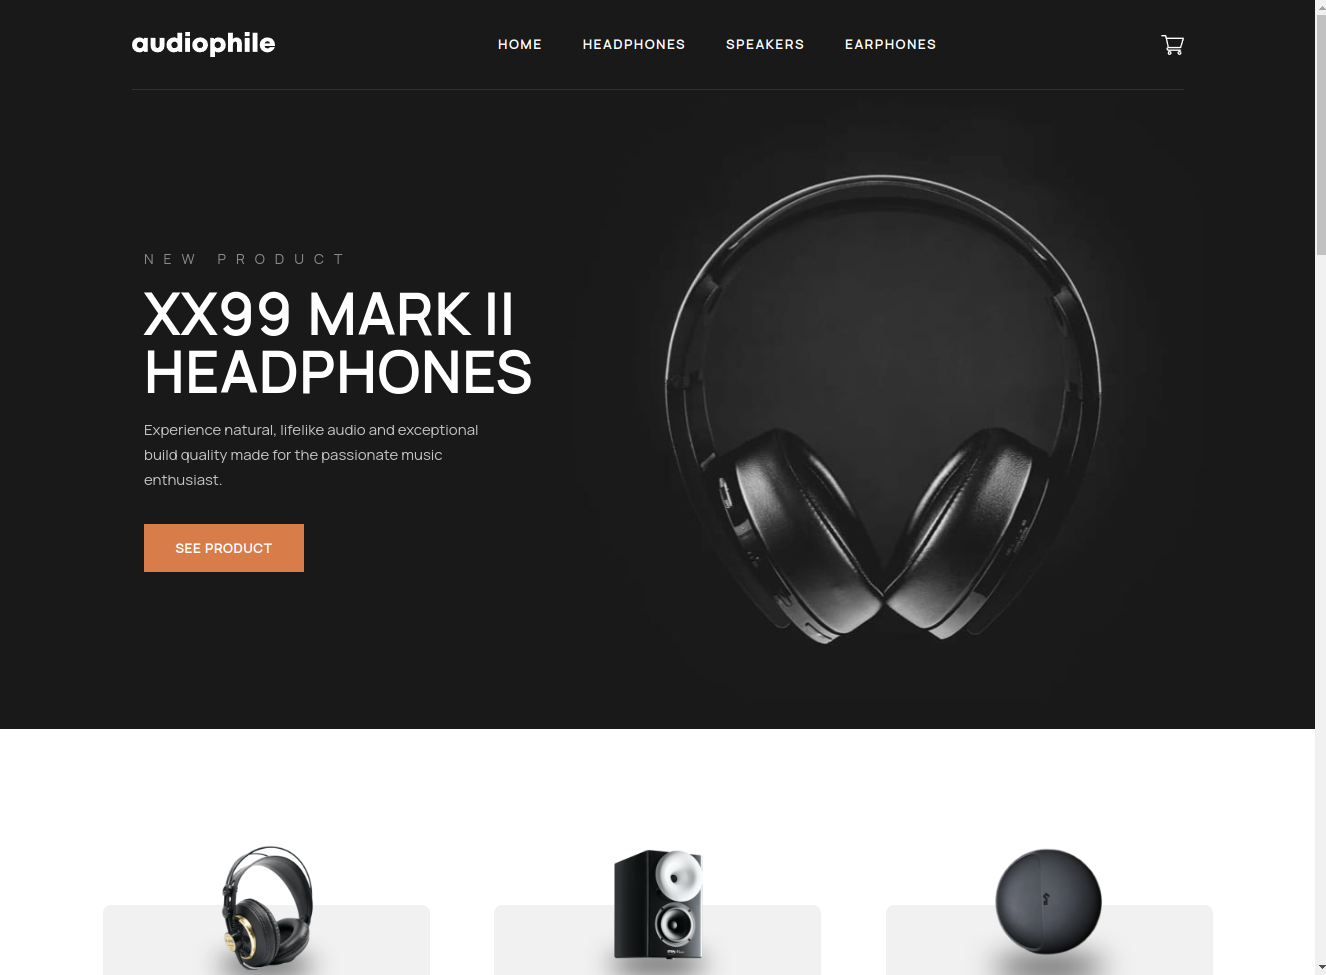 audiophile
HOME HEADPHONES SPEAKERS EARPHONES
NEW PRODUCT
XX99 MARK II
HEADPHONES
Experience natural, lifelike audio and exceptional
build quality made for the passionate music
enthusiast.
SEE PRODUCT